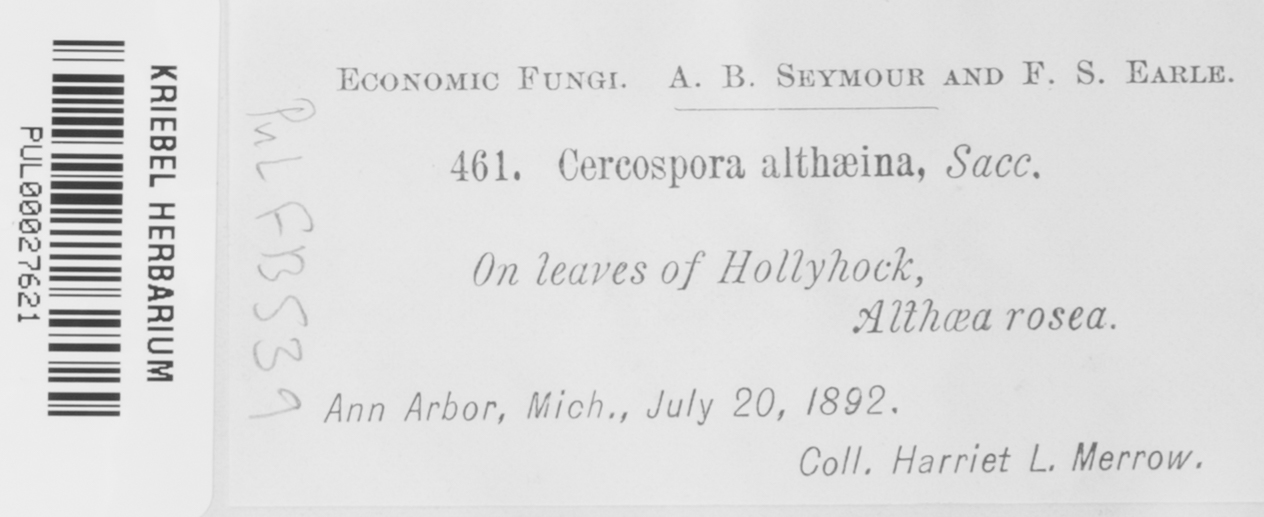 KRIEBEL HERBARIUM
PUL00027621
PUL FB539
ECONOMIC FUNGI. A. B. SEYMOUR AND F. S. EARLE.
461. Cercospora althæina, Sacc.
On leaves of Hollyhock,
Althæa rosea.
Ann Arbor, Mich., July 20, 1892.
Coll. Harriet L. Merrow.